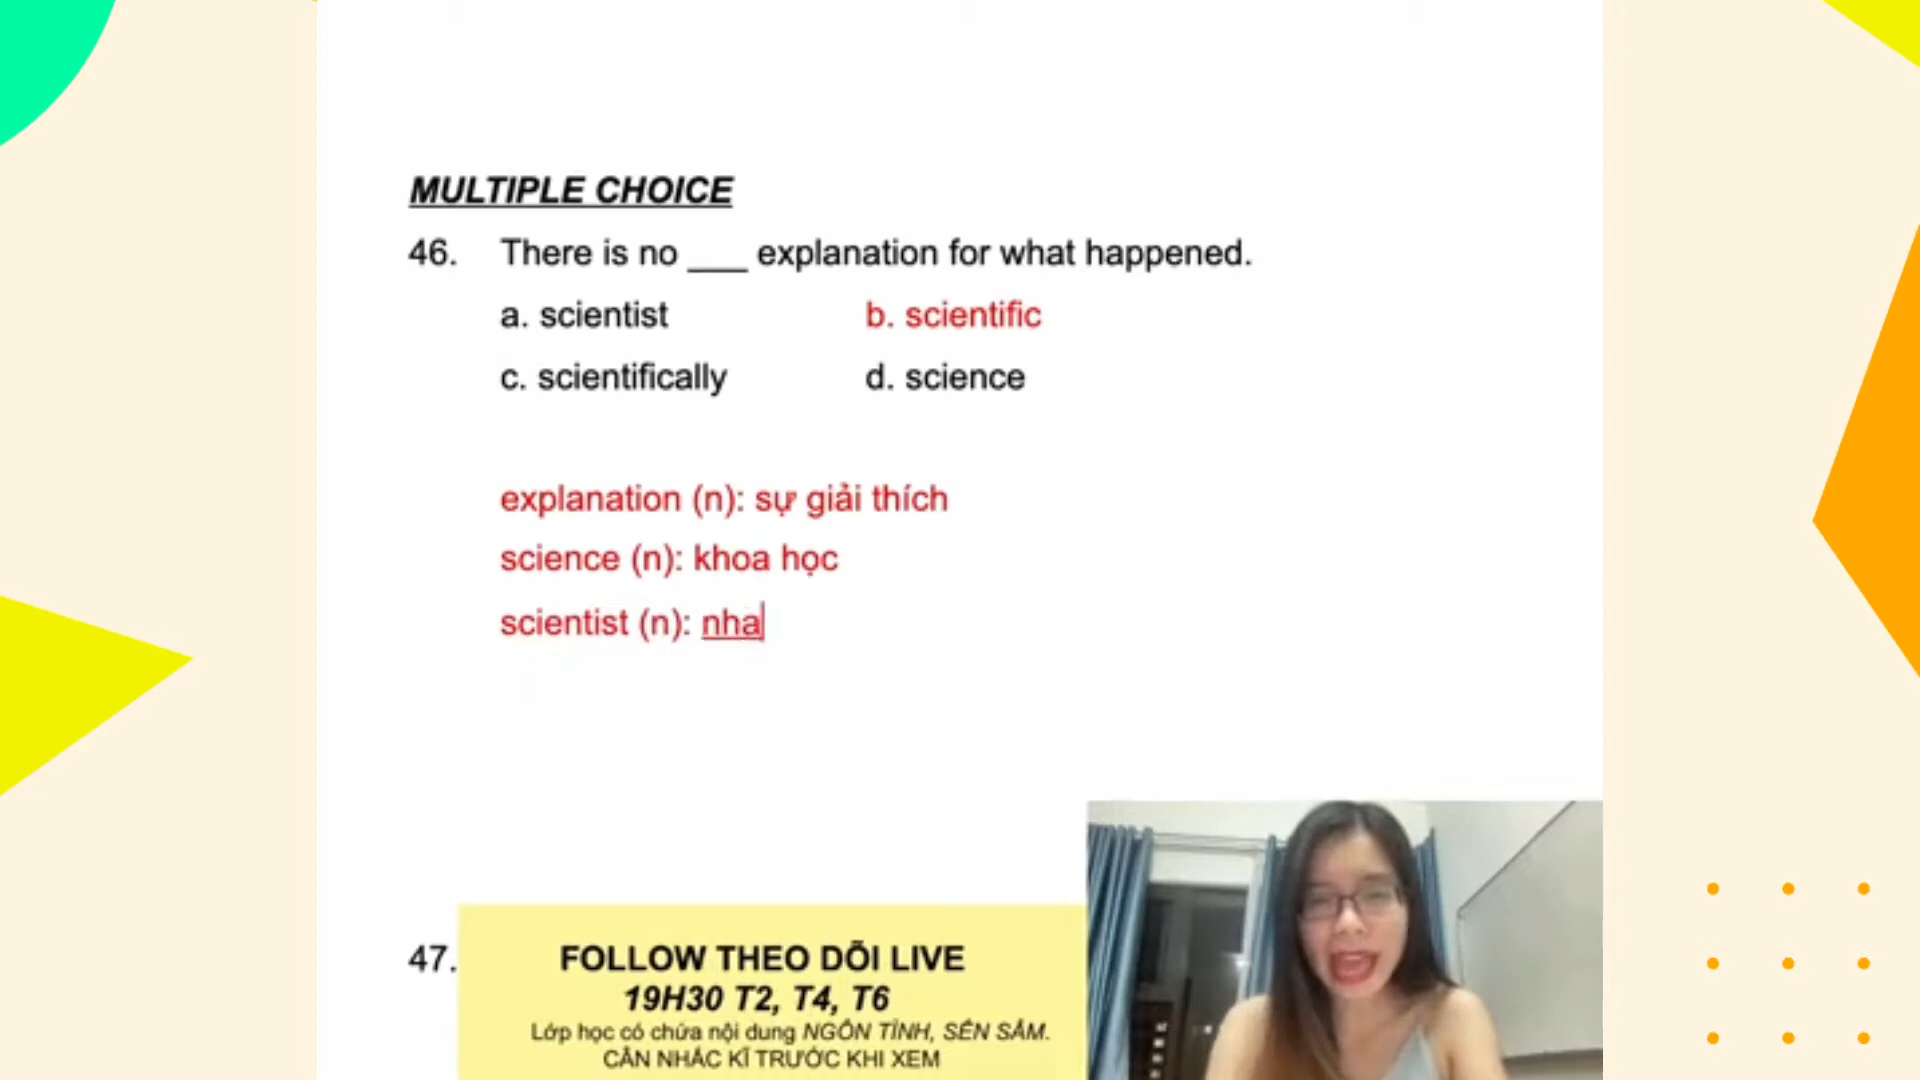 MULTIPLE CHOICE
46. There is no ___ explanation for what happened.
a. scientist b. scientific
c. scientifically d. science
explanation (n): sự giải thích
science (n): khoa học
scientist (n): nha
47.
FOLLOW THEO DÕI LIVE
19H30 T2, T4, T6
Lớp học có chứa nội dung NGÔN TÌNH, SẾN SẨM.
CÂN NHẮC KĨ TRƯỚC KHI XEM